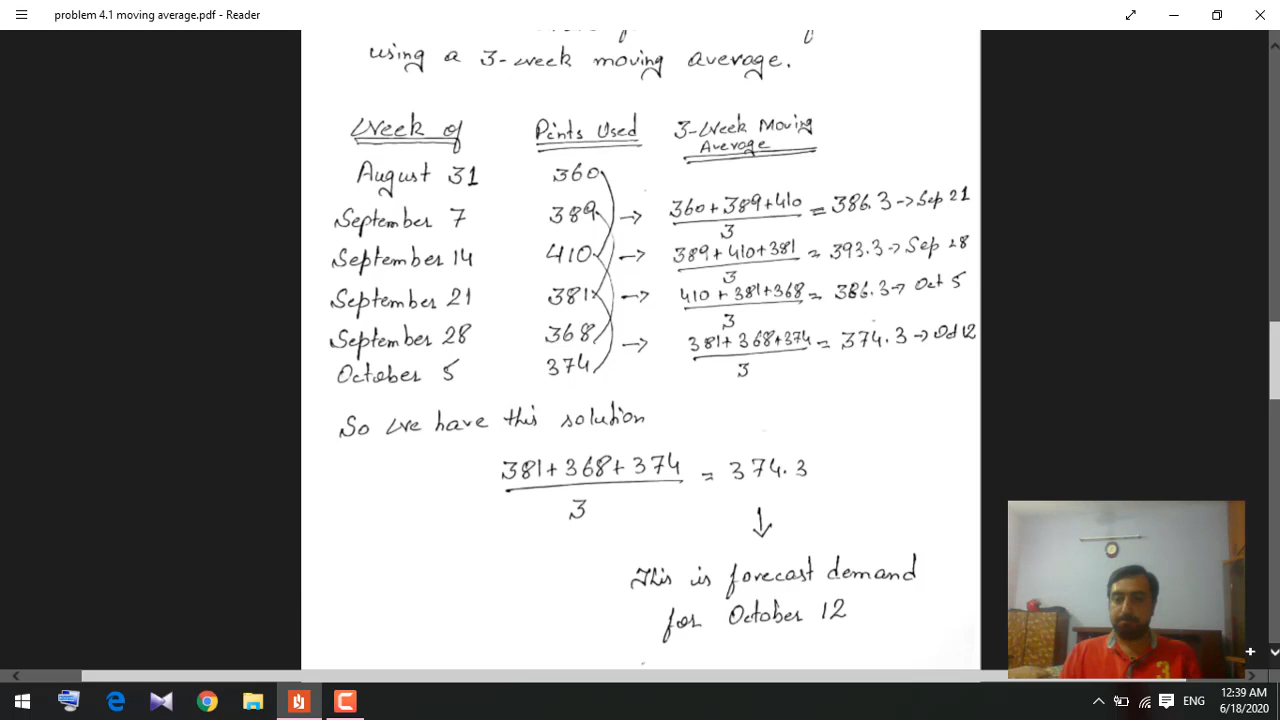 problem 4.1 moving average.pdf - Reader
using a 3-week moving average.
Week of Pints Used 3-Week Moving Average
August 31 360
September 7 389 → 360+389+410 / 3 = 386.3 → Sep 21
September 14 410 → 389+410+381 / 3 = 393.3 → Sep 28
September 21 381 → 410+381+368 / 3 = 386.3 → Oct 5
September 28 368 → 381+368+374 / 3 = 374.3 → Oct 12
October 5 374
So we have this solution
381+368+374 / 3 = 374.3
↓
This is forecast demand
for October 12
ENG
12:39 AM
6/18/2020